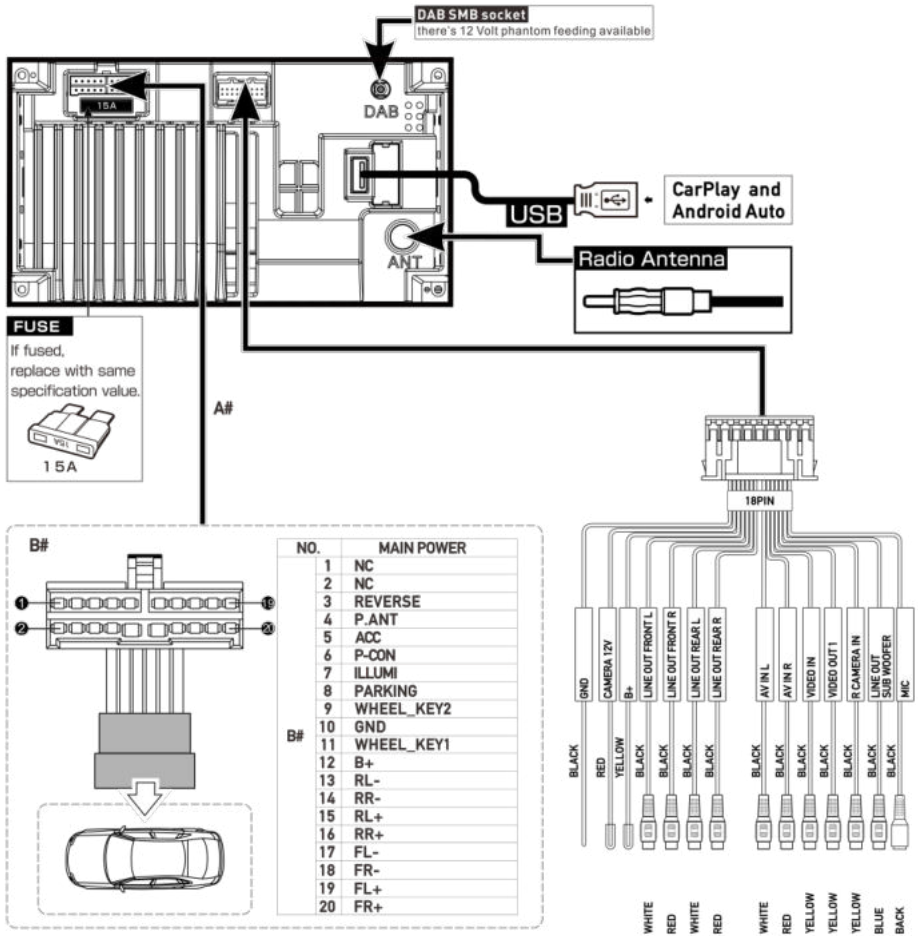 DAB SMB socket
there's 12 Volt phantom feeding available
15A
DAB
USB
CarPlay and
Android Auto
ANT
Radio Antenna
FUSE
If fused,
replace with same
specification value.
15A
15A
A#
18PIN
B#
1
19
2
20
NO. MAIN POWER
B#
1 NC
2 NC
3 REVERSE
4 P.ANT
5 ACC
6 P-CON
7 ILLUMI
8 PARKING
9 WHEEL_KEY2
10 GND
11 WHEEL_KEY1
12 B+
13 RL-
14 RR-
15 RL+
16 RR+
17 FL-
18 FR-
19 FL+
20 FR+
GND
CAMERA 12V
B+
LINE OUT FRONT L
LINE OUT FRONT R
LINE OUT REAR L
LINE OUT REAR R
AV IN L
AV IN R
VIDEO IN
VIDEO OUT 1
R CAMERA IN
LINE OUT
SUB WOOFER
MIC
BLACK
RED
YELLOW
BLACK
BLACK
BLACK
BLACK
BLACK
BLACK
BLACK
BLACK
BLACK
BLACK
BLACK
WHITE
RED
WHITE
RED
WHITE
RED
YELLOW
YELLOW
YELLOW
BLUE
BACK